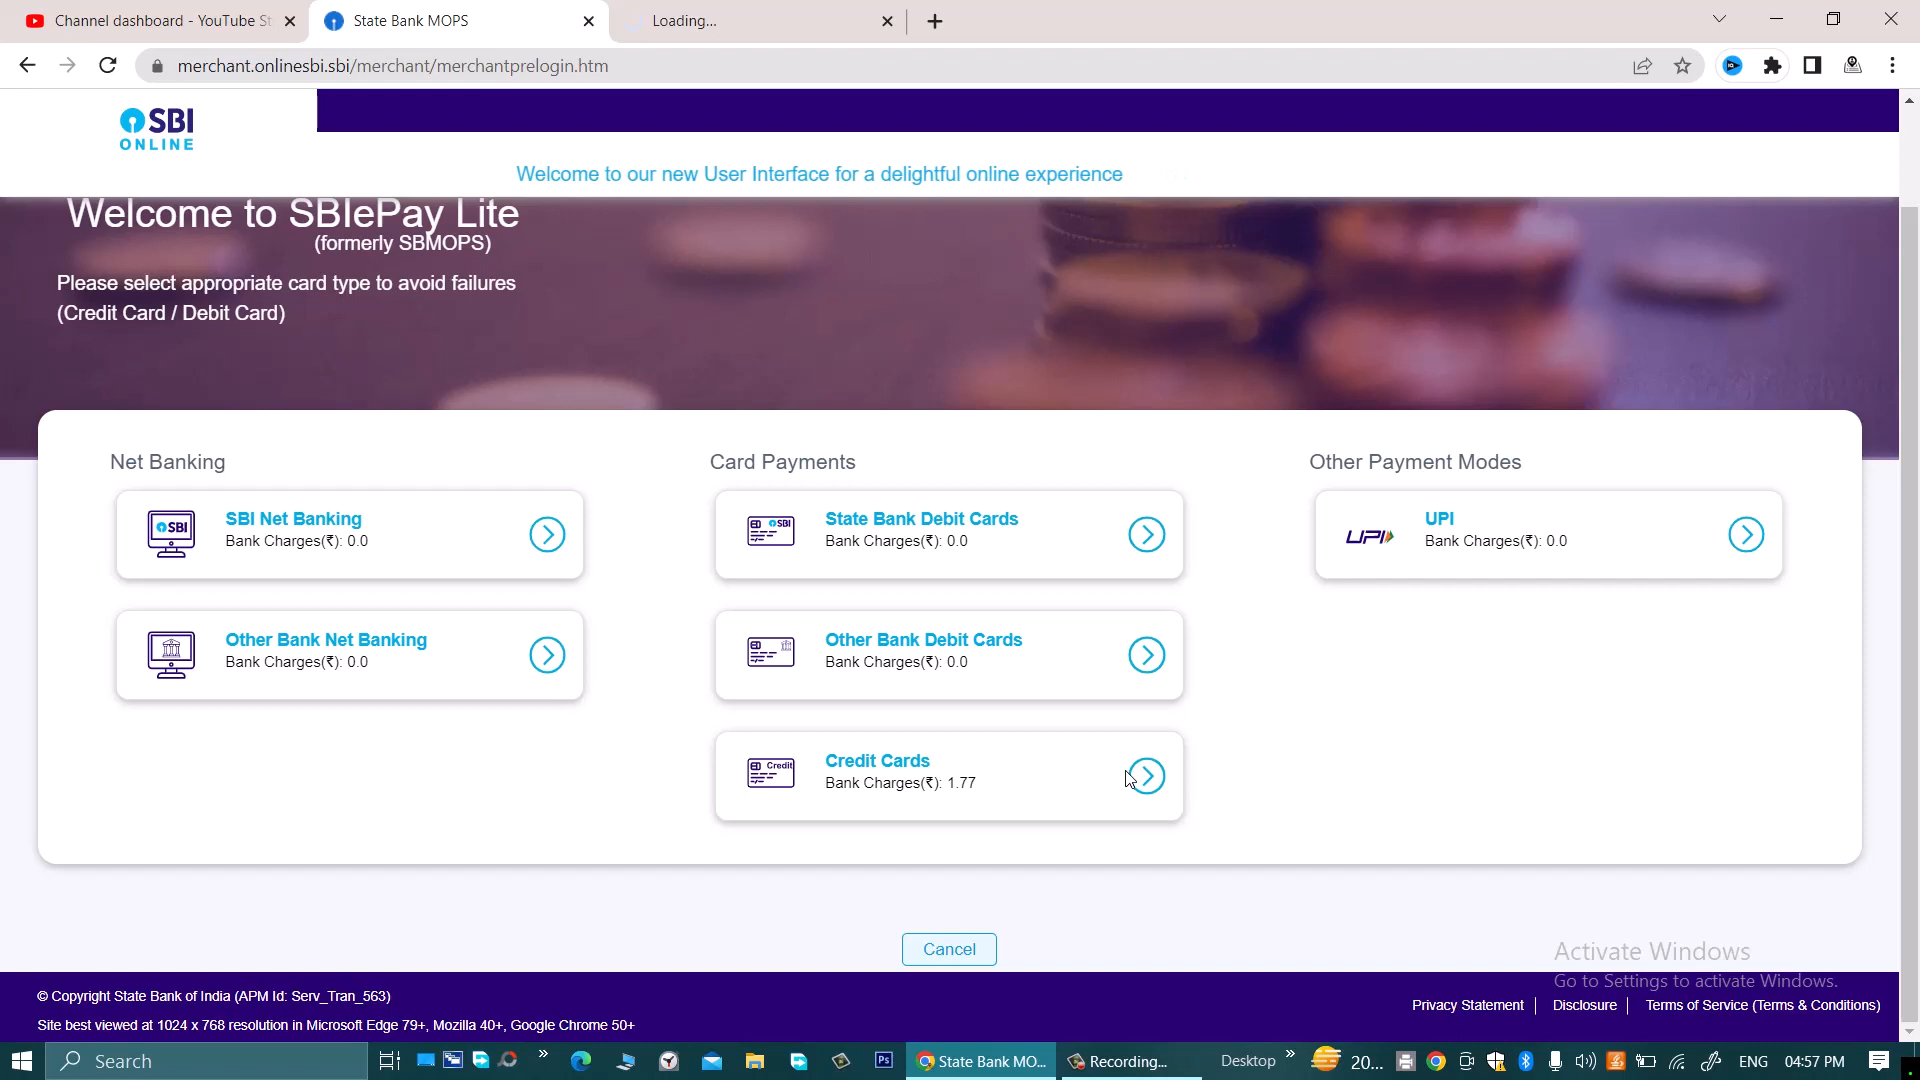 Channel dashboard - YouTube St
State Bank MOPS
Loading...
merchant.onlinesbi.sbi/merchant/merchantprelogin.htm
SBI
ONLINE
Welcome to our new User Interface for a delightful online experience
Welcome to SBIePay Lite
(formerly SBMOPS)
Please select appropriate card type to avoid failures
(Credit Card / Debit Card)
Net Banking
SBI
SBI Net Banking
Bank Charges(₹): 0.0
Other Bank Net Banking
Bank Charges(₹): 0.0
Card Payments
SBI
State Bank Debit Cards
Bank Charges(₹): 0.0
Other Bank Debit Cards
Bank Charges(₹): 0.0
Credit
Credit Cards
Bank Charges(₹): 1.77
Other Payment Modes
UPI
UPI
Bank Charges(₹): 0.0
Cancel
Activate Windows
Go to Settings to activate Windows.
© Copyright State Bank of India (APM Id: Serv_Tran_563)
Site best viewed at 1024 x 768 resolution in Microsoft Edge 79+, Mozilla 40+, Google Chrome 50+
Privacy Statement
Disclosure
Terms of Service (Terms & Conditions)
Search
Ps
State Bank MO...
Recording...
Desktop
20...
ENG
04:57 PM